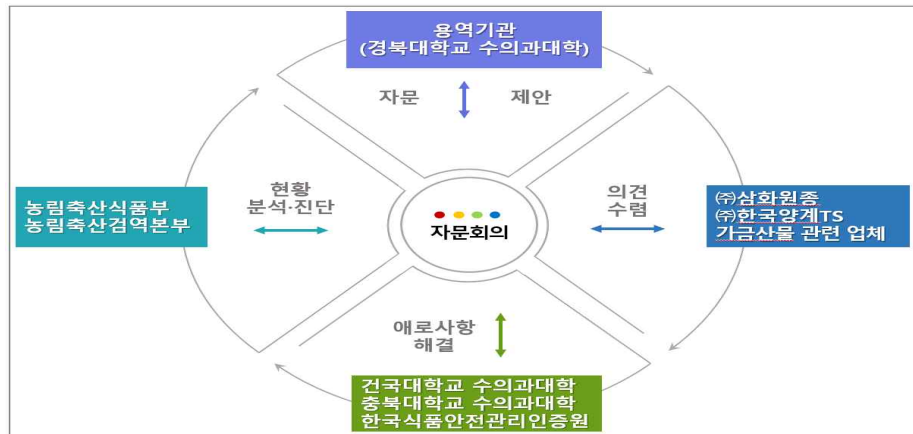 용역기관
(경북대학교 수의과대학)
자문 제안
현황
분석·진단
의견
수렴
농림축산식품부
농림축산검역본부
㈜삼화원종
㈜한국양계TS
가금산물 관련 업체
자문회의
애로사항
해결
건국대학교 수의과대학
충북대학교 수의과대학
한국식품안전관리인증원